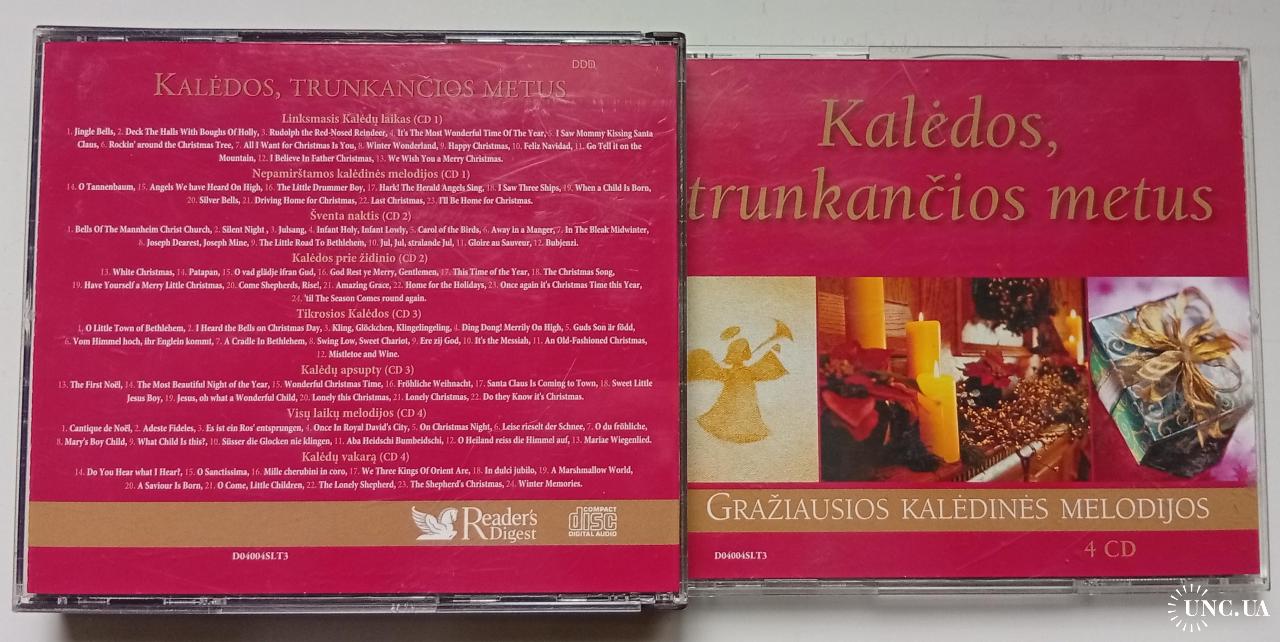 DDD
KALĖDOS, TRUNKANČIOS METUS
Linksmasis Kalėdų laikas (CD 1)
1. Jingle Bells, 2. Deck The Halls With Boughs Of Holly, 3. Rudolph the Red-Nosed Reindeer, 4. It's The Most Wonderful Time Of The Year, 5. I Saw Mommy Kissing Santa
Claus, 6. Rockin' around the Christmas Tree, 7. All I Want for Christmas Is You, 8. Winter Wonderland, 9. Happy Christmas, 10. Feliz Navidad, 11. Go Tell it on the
Mountain, 12. I Believe In Father Christmas, 13. We Wish You a Merry Christmas.
Nepamirštamos kalėdinės melodijos (CD 1)
14. O Tannenbaum, 15. Angels We have Heard On High, 16. The Little Drummer Boy, 17. Hark! The Herald Angels Sing, 18. I Saw Three Ships, 19. When a Child Is Born,
20. Silver Bells, 21. Driving Home for Christmas, 22. Last Christmas, 23. I'll Be Home for Christmas.
Šventa naktis (CD 2)
1. Bells Of The Mannheim Christ Church, 2. Silent Night , 3. Julsang, 4. Infant Holy, Infant Lowly, 5. Carol of the Birds, 6. Away in a Manger, 7. In The Bleak Midwinter,
8. Joseph Dearest, Joseph Mine, 9. The Little Road To Bethlehem, 10. Jul, Jul, stralande Jul, 11. Gloire au Sauveur, 12. Bubjenzi.
Kalėdos prie židinio (CD 2)
13. White Christmas, 14. Patapan, 15. O vad glädje ifran Gud, 16. God Rest ye Merry, Gentlemen, 17. This Time of the Year, 18. The Christmas Song,
19. Have Yourself a Merry Little Christmas, 20. Come Shepherds, Rise!, 21. Amazing Grace, 22. Home for the Holidays, 23. Once again it's Christmas Time this Year,
24. 'til The Season Comes round again.
Tikrosios Kalėdos (CD 3)
1. O Little Town of Bethlehem, 2. I Heard the Bells on Christmas Day, 3. Kling, Glöckchen, Klingelingeling, 4. Ding Dong! Merrily On High, 5. Guds Son är född,
6. Vom Himmel hoch, ihr Englein kommt, 7. A Cradle In Bethlehem, 8. Swing Low, Sweet Chariot, 9. Ere zij God, 10. It's the Messiah, 11. An Old-Fashioned Christmas,
12. Mistletoe and Wine.
Kalėdų apsupty (CD 3)
13. The First Noël, 14. The Most Beautiful Night of the Year, 15. Wonderful Christmas Time, 16. Fröhliche Weihnacht, 17. Santa Claus Is Coming to Town, 18. Sweet Little
Jesus Boy, 19. Jesus, oh what a Wonderful Child, 20. Lonely this Christmas, 21. Lonely Christmas, 22. Do they Know it's Christmas.
Visų laikų melodijos (CD 4)
1. Cantique de Noël, 2. Adeste Fideles, 3. Es ist ein Ros' entsprungen, 4. Once In Royal David's City, 5. On Christmas Night, 6. Leise rieselt der Schnee, 7. O du fröhliche,
8. Mary's Boy Child, 9. What Child Is this?, 10. Süsser die Glocken nie klingen, 11. Aba Heidschi Bumbeidschi, 12. O Heiland reiss die Himmel auf, 13. Mariae Wiegenlied.
Kalėdų vakarą (CD 4)
14. Do You Hear what I Hear?, 15. O Sanctissima, 16. Mille cherubini in coro, 17. We Three Kings Of Orient Are, 18. In dulci jubilo, 19. A Marshmallow World,
20. A Saviour Is Born, 21. O Come, Little Children, 22. The Lonely Shepherd, 23. The Shepherd's Christmas, 24. Winter Memories.
Reader's
Digest
COMPACT
disc
DIGITAL AUDIO
D04004SLT3
Kalėdos,
trunkančios metus
GRAŽIAUSIOS KALĖDINĖS MELODIJOS
D04004SLT3
4 CD
UNC.UA